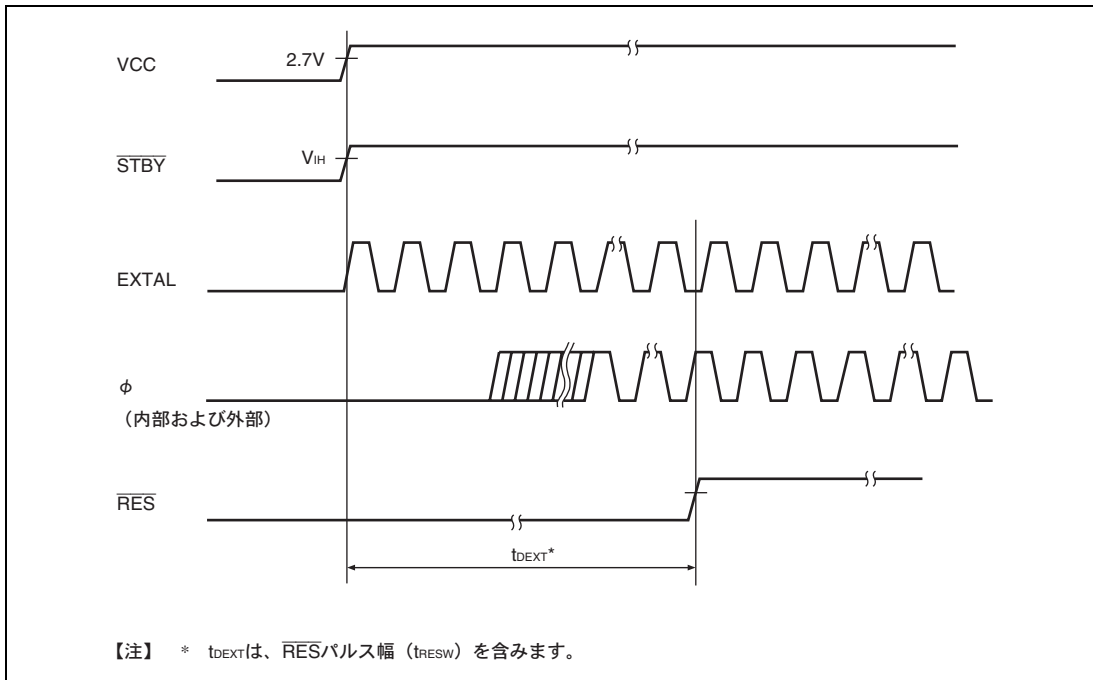 VCC
2.7V
STBY
VIH
EXTAL
φ
（内部および外部）
RES
tDEXT*
【注】 * tDEXTは、RESパルス幅（tRESW）を含みます。